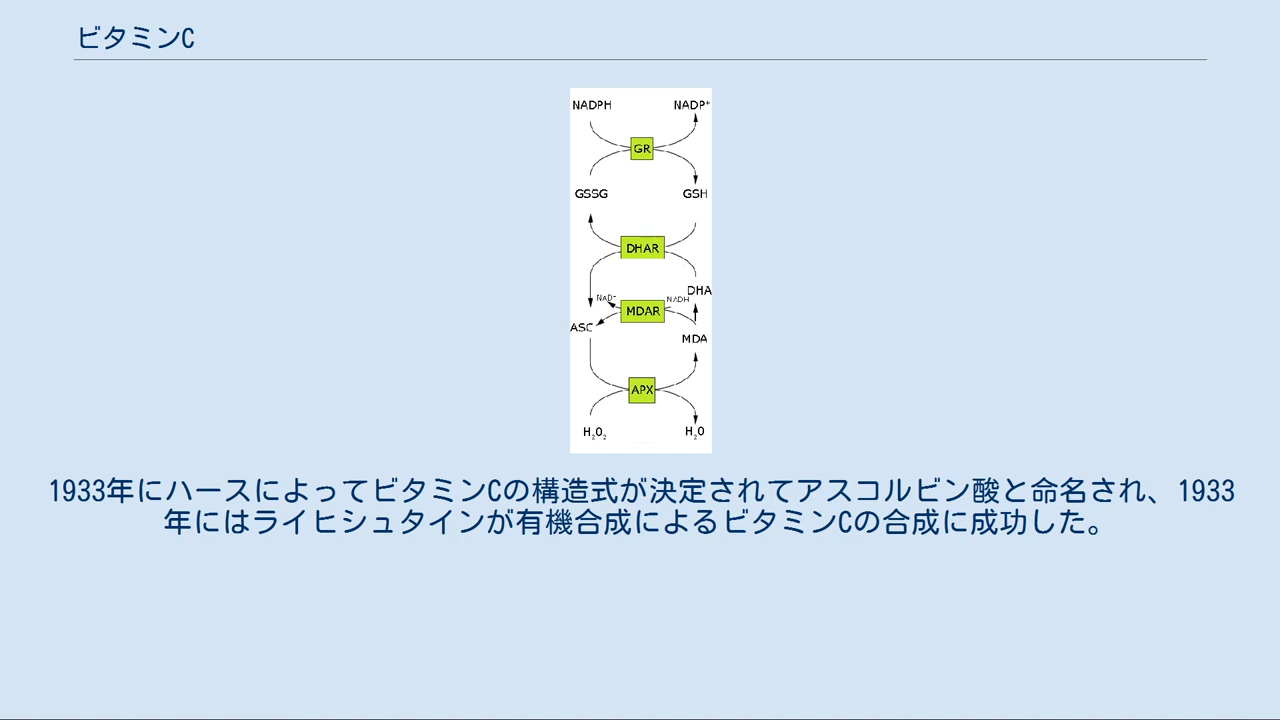 ビタミンC
NADPH NADP⁺
GR
GSSG GSH
DHAR
DHA
NAD⁺ NADH
MDAR
ASC
MDA
APX
H₂O₂ H₂O
1933年にハースによってビタミンCの構造式が決定されてアスコルビン酸と命名され、1933
年にはライヒシュタインが有機合成によるビタミンCの合成に成功した。